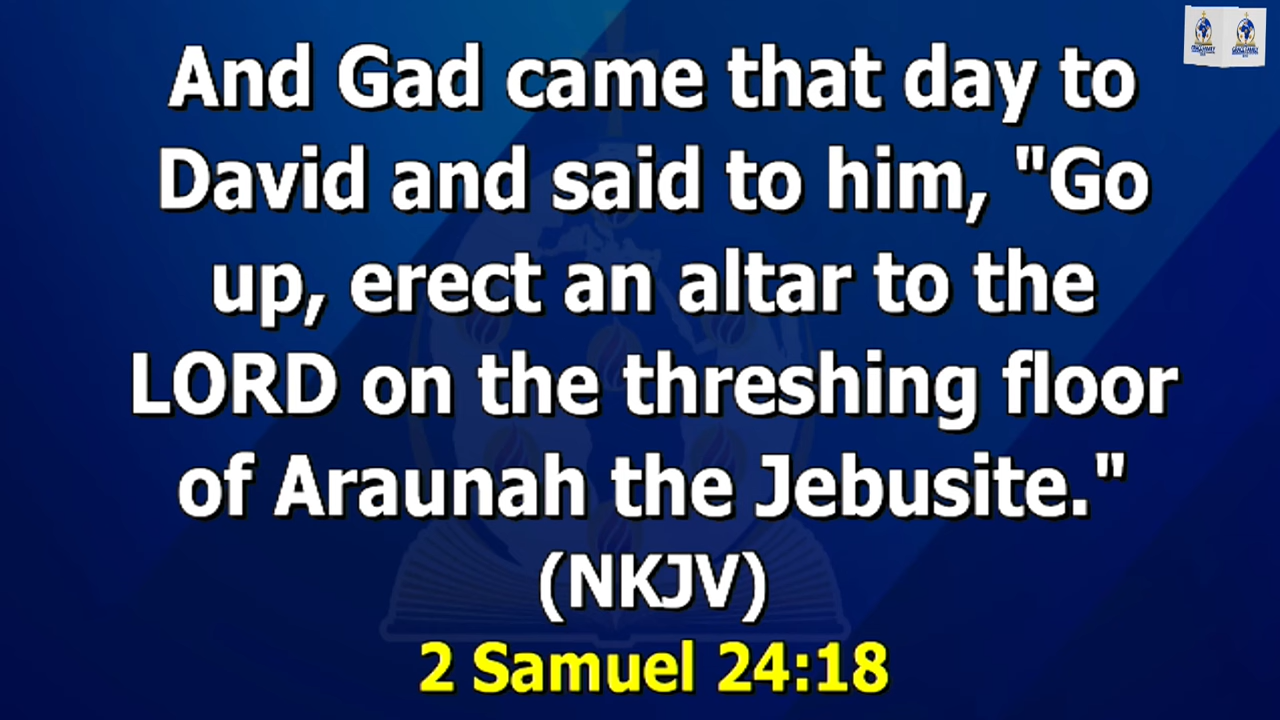 And Gad came that day to
David and said to him, "Go
up, erect an altar to the
LORD on the threshing floor
of Araunah the Jebusite."
(NKJV)
2 Samuel 24:18